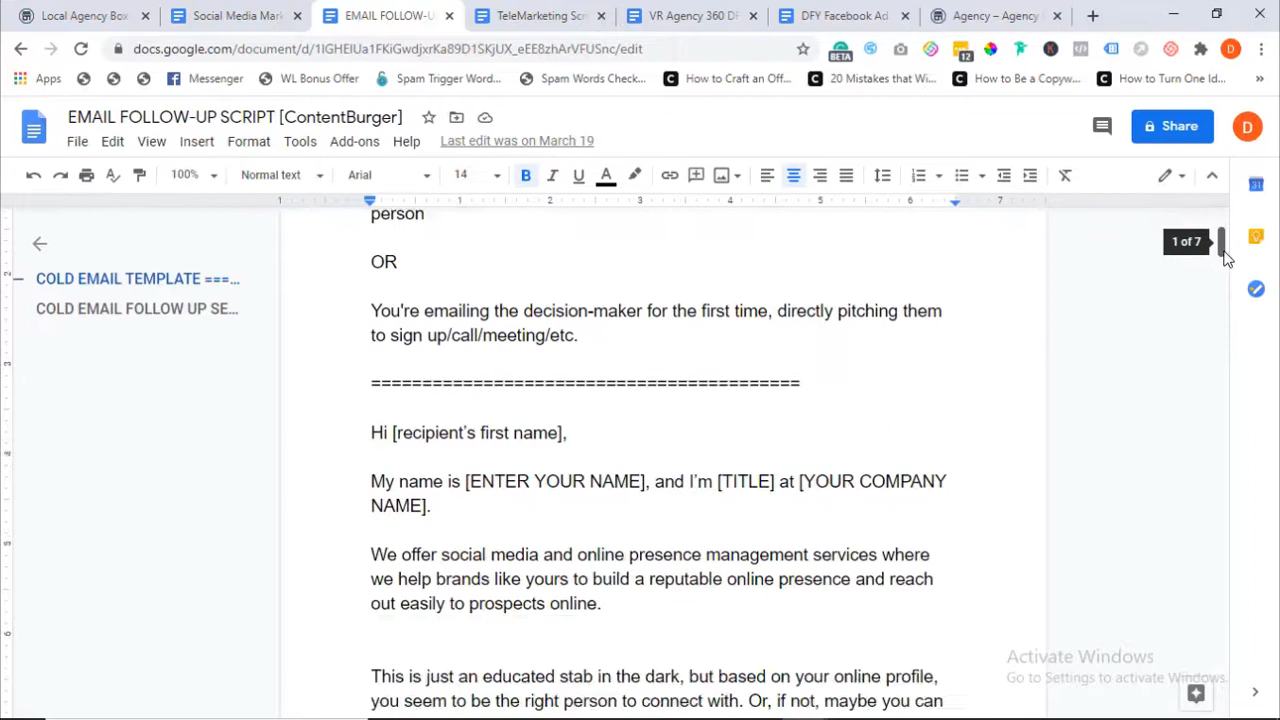 Local Agency Box
Social Media Mark
EMAIL FOLLOW-U
TeleMarketing Scr
VR Agency 360 DF
DFY Facebook Ad
Agency – Agency
docs.google.com/document/d/1IGHEIUa1FKiGwdjxrKa89D1SKjUX_eEE8zhArVFUSnc/edit
BETA
12
D
Apps
Messenger
WL Bonus Offer
Spam Trigger Word...
Spam Words Check...
How to Craft an Off...
20 Mistakes that Wi...
How to Be a Copyw...
How to Turn One Id...
EMAIL FOLLOW-UP SCRIPT [ContentBurger]
File Edit View Insert Format Tools Add-ons Help Last edit was on March 19
Share
D
100% Normal text Arial 14 B I U A
1 1 2 3 4 5 6 7
person
1 of 7
COLD EMAIL TEMPLATE ===...
COLD EMAIL FOLLOW UP SE...
OR
You're emailing the decision-maker for the first time, directly pitching them
to sign up/call/meeting/etc.
==========================================
Hi [recipient's first name],
My name is [ENTER YOUR NAME], and I'm [TITLE] at [YOUR COMPANY
NAME].
We offer social media and online presence management services where
we help brands like yours to build a reputable online presence and reach
out easily to prospects online.
This is just an educated stab in the dark, but based on your online profile,
you seem to be the right person to connect with. Or, if not, maybe you can
Activate Windows
Go to Settings to activate Windows.